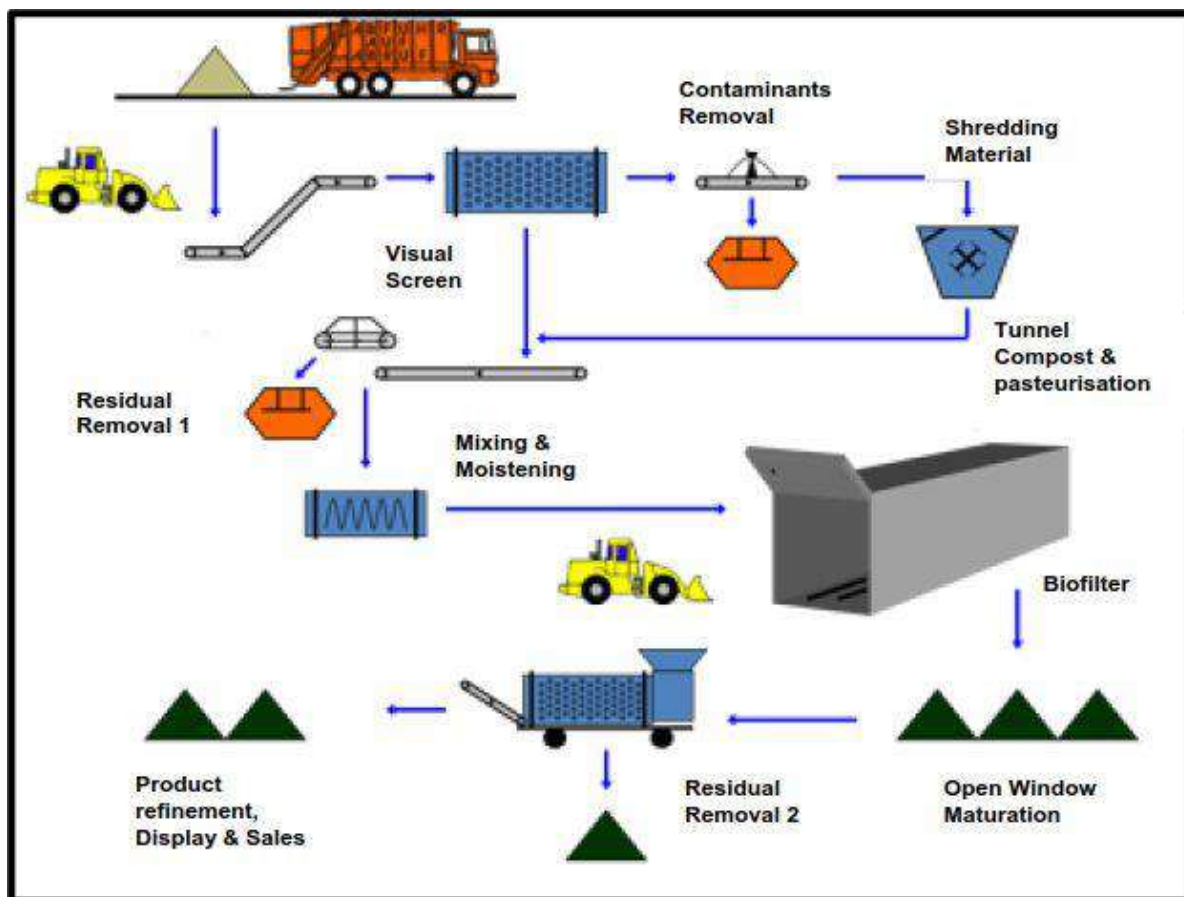 Contaminants
Removal
Shredding
Material
Visual
Screen
Tunnel
Compost &
pasteurisation
Residual
Removal 1
Mixing &
Moistening
Biofilter
Product
refinement,
Display & Sales
Residual
Removal 2
Open Window
Maturation